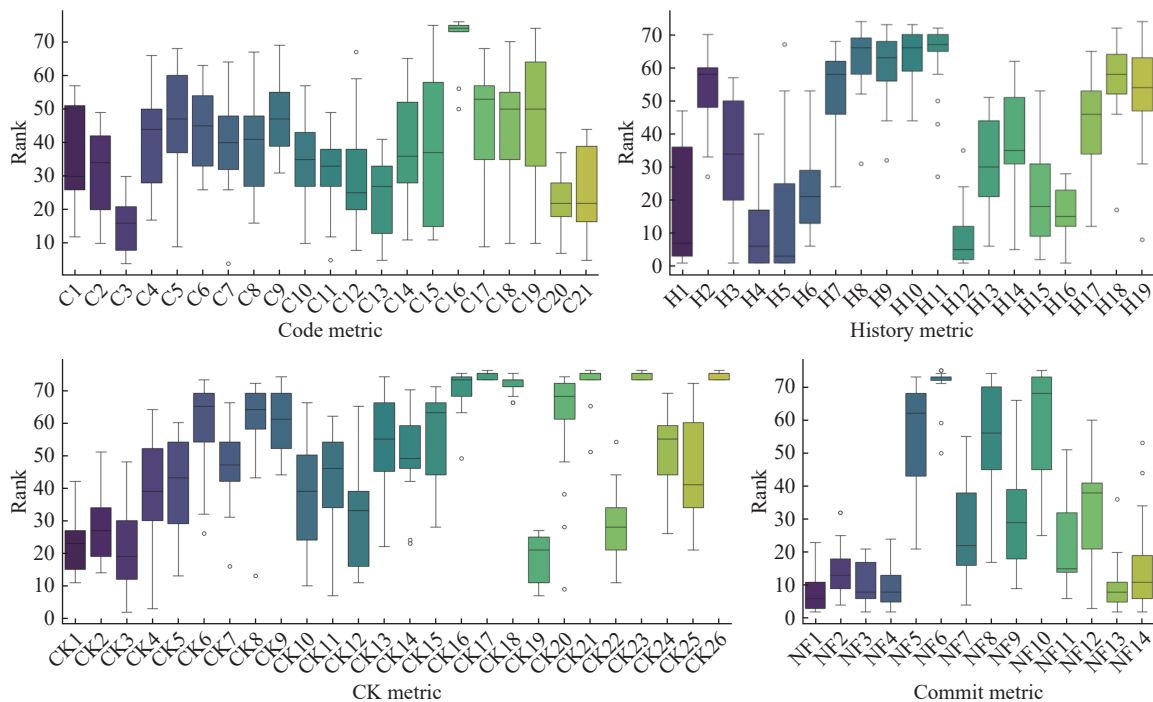 70
60
50
40
30
20
10
Rank
C1 C2 C3 C4 C5 C6 C7 C8 C9 C10 C11 C12 C13 C14 C15 C16 C17 C18 C19 C20 C21
Code metric
70
60
50
40
30
20
10
0
Rank
H1 H2 H3 H4 H5 H6 H7 H8 H9 H10 H11 H12 H13 H14 H15 H16 H17 H18 H19
History metric
70
60
50
40
30
20
10
0
Rank
CK1 CK2 CK3 CK4 CK5 CK6 CK7 CK8 CK9 CK10 CK11 CK12 CK13 CK14 CK15 CK16 CK17 CK18 CK19 CK20 CK21 CK22 CK23 CK24 CK25 CK26
CK metric
70
60
50
40
30
20
10
0
Rank
NF1 NF2 NF3 NF4 NF5 NF6 NF7 NF8 NF9 NF10 NF11 NF12 NF13 NF14
Commit metric